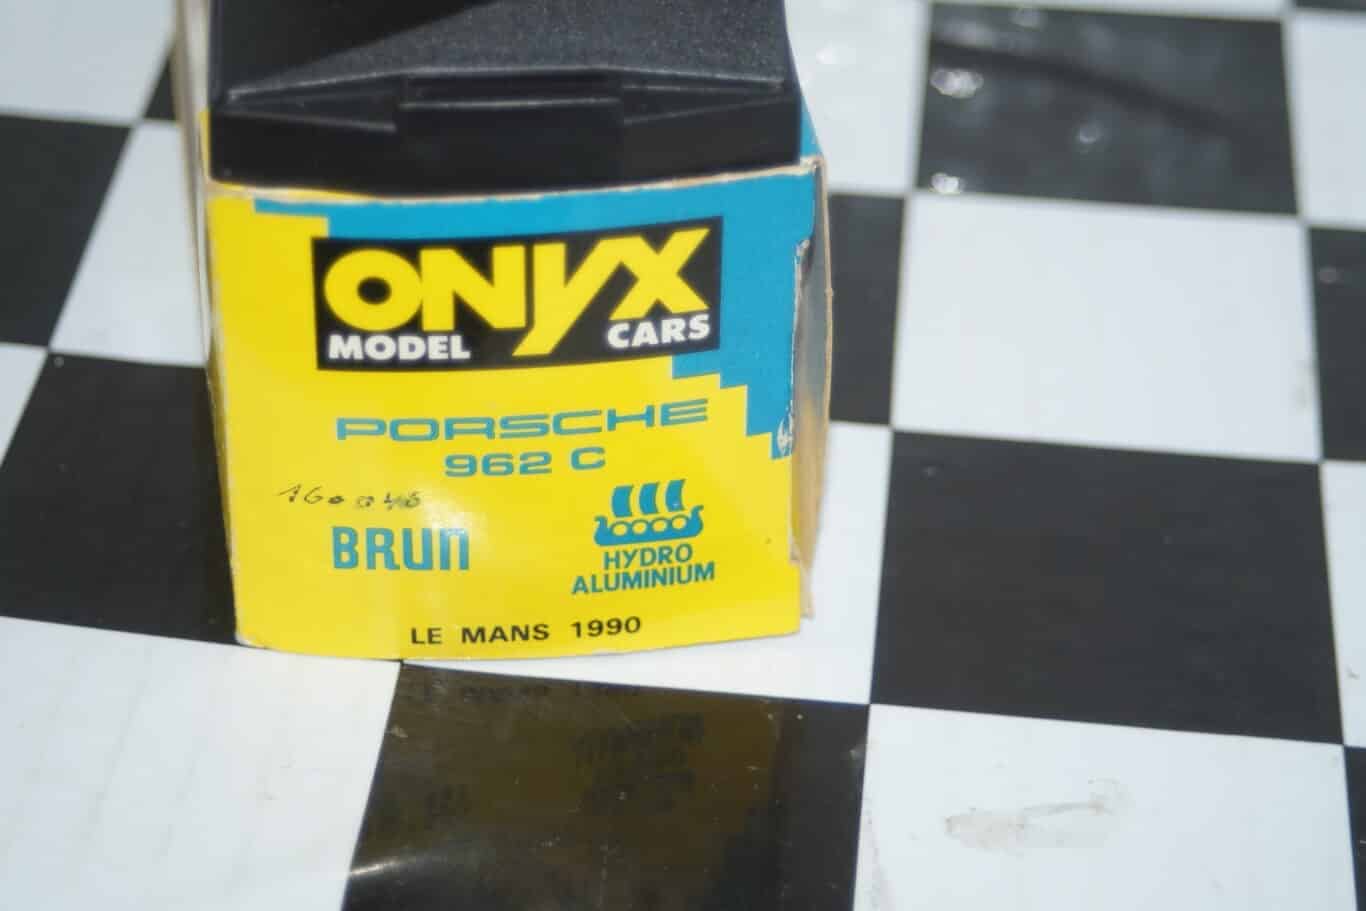 ONYX
MODEL CARS
PORSCHE
962 C
BRUN
HYDRO
ALUMINIUM
LE MANS 1990